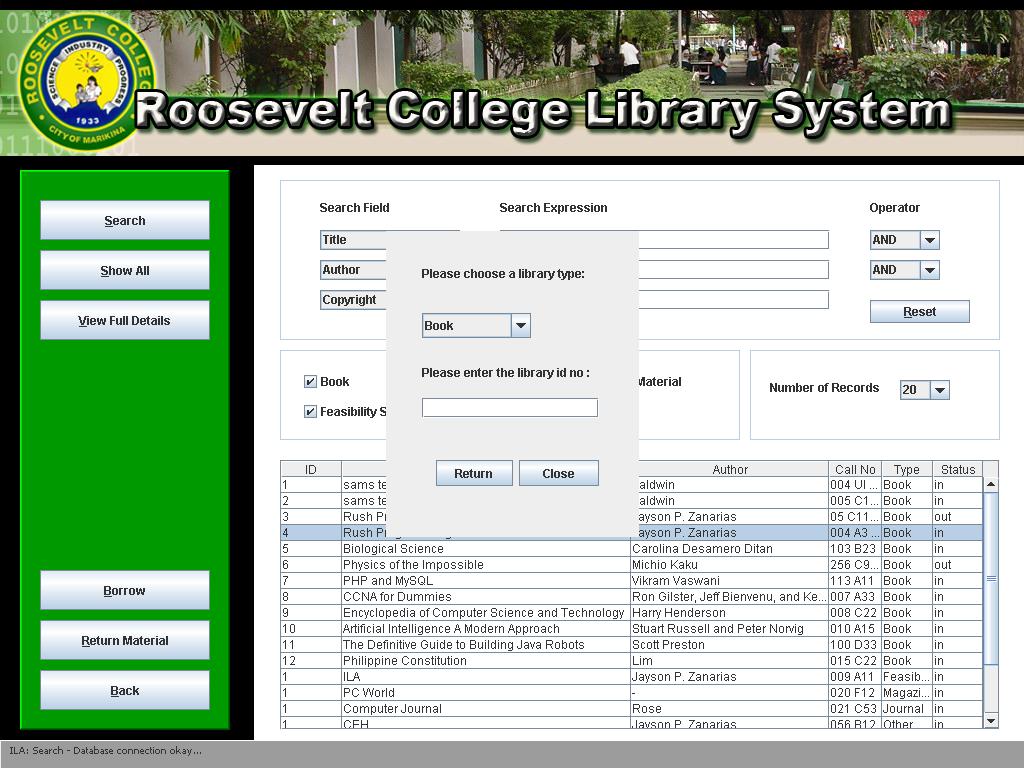 ROOSEVELT COLLEGE
SCIENCE INDUSTRY PROGRESS
1933
CITY OF MARIKINA
Roosevelt College Library System
Search
Show All
View Full Details
Borrow
Return Material
Back
Search Field Search Expression Operator
Title AND
Author AND
Copyright
Reset
Please choose a library type:
Book
Please enter the library id no :
Return Close
Book Material
Feasibility S
Number of Records 20
ID Author Call No Type Status
1 sams te aldwin 004 UI ... Book in
2 sams te aldwin 005 C1... Book in
3 Rush Pr ayson P. Zanarias 05 C11... Book out
4 Rush Pr ayson P. Zanarias 004 A3 ... Book in
5 Biological Science Carolina Desamero Ditan 103 B23 Book in
6 Physics of the Impossible Michio Kaku 256 C9... Book out
7 PHP and MySQL Vikram Vaswani 113 A11 Book in
8 CCNA for Dummies Ron Gilster, Jeff Bienvenu, and Ke... 007 A33 Book in
9 Encyclopedia of Computer Science and Technology Harry Henderson 008 C22 Book in
10 Artificial Intelligence A Modern Approach Stuart Russell and Peter Norvig 010 A15 Book in
11 The Definitive Guide to Building Java Robots Scott Preston 100 D33 Book in
12 Philippine Constitution Lim 015 C22 Book in
1 ILA Jayson P. Zanarias 009 A11 Feasib... in
1 PC World - 020 F12 Magazi... in
1 Computer Journal Rose 021 C53 Journal in
1 CEH Jayson P. Zanarias 056 B12 Other in
ILA: Search - Database connection okay...